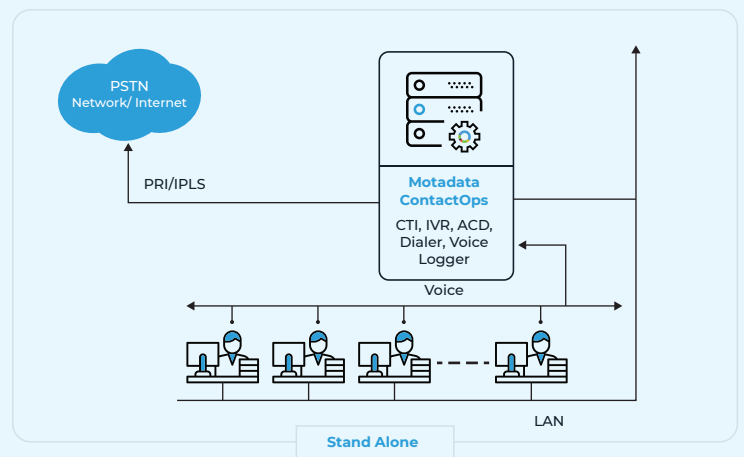 PSTN
Network/ Internet
PRI/IPLS
Motadata
ContactOps
CTI, IVR, ACD,
Dialer, Voice
Logger
Voice
LAN
Stand Alone